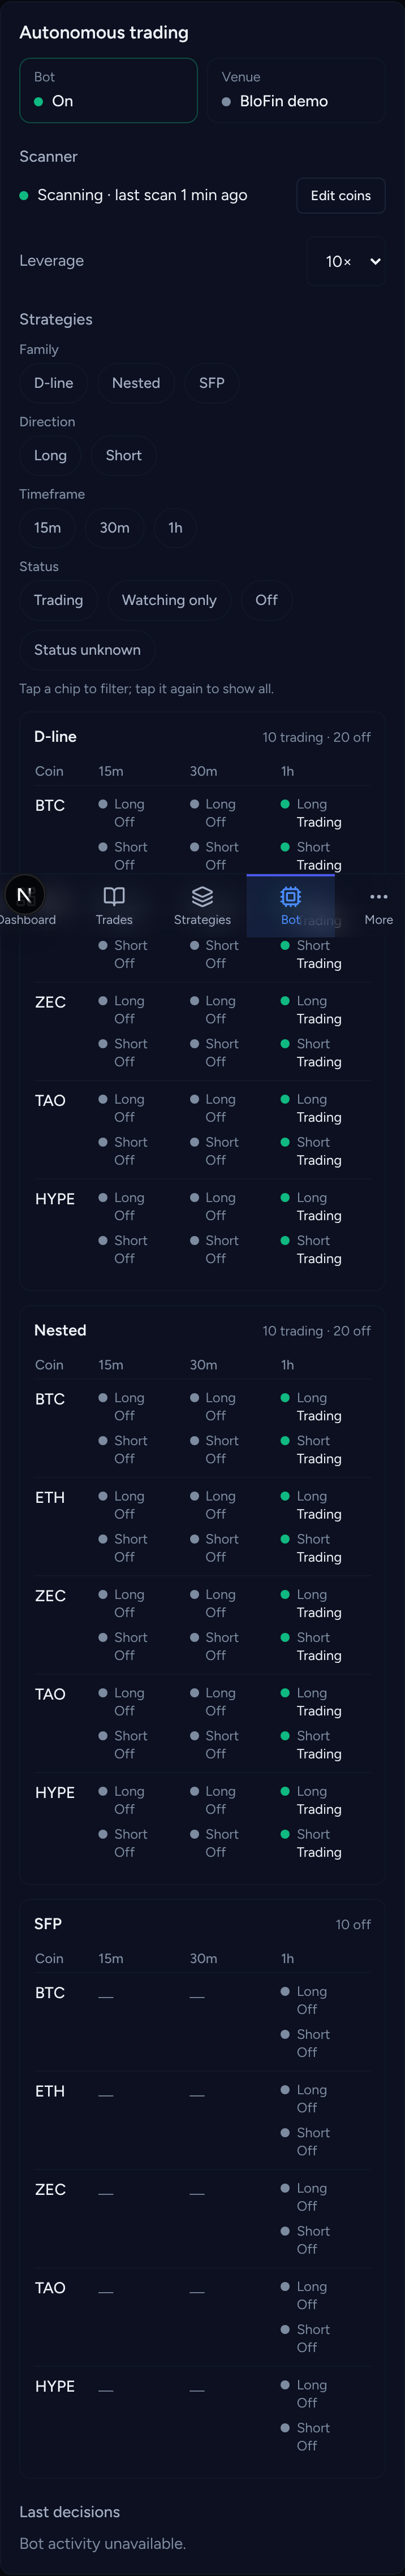 Autonomous trading
Bot
On
Venue
BloFin demo
Scanner
Scanning · last scan 1 min ago
Edit coins
Leverage
10×
Strategies
Family
D-line Nested SFP
Direction
Long Short
Timeframe
15m 30m 1h
Status
Trading Watching only Off
Status unknown
Tap a chip to filter; tap it again to show all.
D-line 10 trading · 20 off
Coin 15m 30m 1h
BTC Long Long Long
Off Off Trading
Short Short Short
Off Off Trading
N
Dashboard Trades Strategies Bot More
Trading
Short Short Short
Off Off Trading
ZEC Long Long Long
Off Off Trading
Short Short Short
Off Off Trading
TAO Long Long Long
Off Off Trading
Short Short Short
Off Off Trading
HYPE Long Long Long
Off Off Trading
Short Short Short
Off Off Trading
Nested 10 trading · 20 off
Coin 15m 30m 1h
BTC Long Long Long
Off Off Trading
Short Short Short
Off Off Trading
ETH Long Long Long
Off Off Trading
Short Short Short
Off Off Trading
ZEC Long Long Long
Off Off Trading
Short Short Short
Off Off Trading
TAO Long Long Long
Off Off Trading
Short Short Short
Off Off Trading
HYPE Long Long Long
Off Off Trading
Short Short Short
Off Off Trading
SFP 10 off
Coin 15m 30m 1h
BTC — — Long
Off
Short
Off
ETH — — Long
Off
Short
Off
ZEC — — Long
Off
Short
Off
TAO — — Long
Off
Short
Off
HYPE — — Long
Off
Short
Off
Last decisions
Bot activity unavailable.